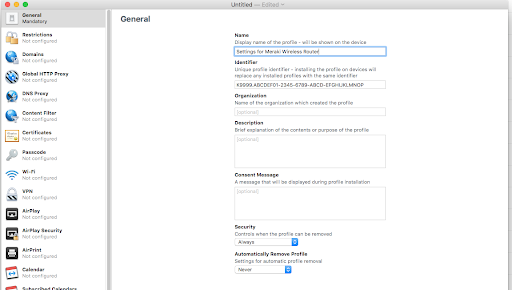 Untitled — Edited
General
Mandatory
Restrictions
Not configured
Domains
Not configured
Global HTTP Proxy
Not configured
DNS Proxy
Not configured
Content Filter
Not configured
Certificates
Not configured
Passcode
Not configured
Wi-Fi
Not configured
VPN
Not configured
AirPlay
Not configured
AirPlay Security
Not configured
AirPrint
Not configured
Calendar
Not configured
Subscribed Calendars
General
Name
Display name of the profile - will be shown on the device
Settings for Meraki Wireless Router
Identifier
Unique profile identifier - installing the profile on devices will
replace any installed profiles with the same identifier
Organization
Name of the organization which created the profile
[optional]
Description
Brief explanation of the contents or purpose of the profile
[optional]
Consent Message
A message that will be displayed during profile installation
[optional]
Security
Controls when the profile can be removed
Always
Automatically Remove Profile
Settings for automatic profile removal
Never